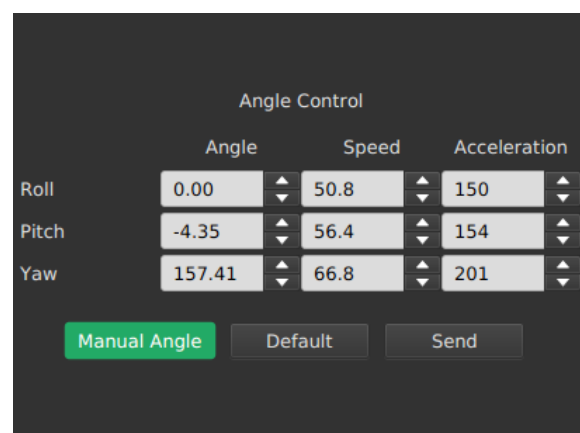 Angle Control
Angle Speed Acceleration
Roll 0.00 50.8 150
Pitch -4.35 56.4 154
Yaw 157.41 66.8 201
Manual Angle Default Send